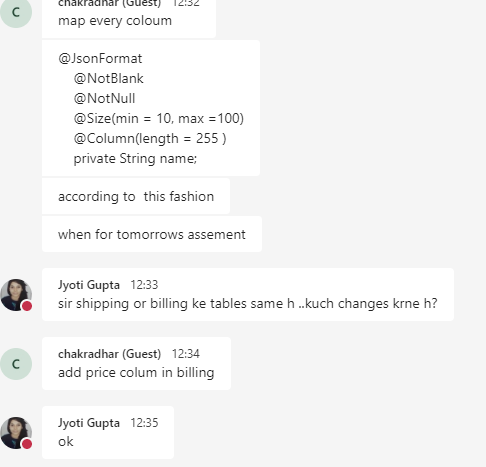 C
chakradhar (Guest) 12:32
map every coloum
@JsonFormat
@NotBlank
@NotNull
@Size(min = 10, max =100)
@Column(length = 255 )
private String name;
according to  this fashion
when for tomorrows assement
Jyoti Gupta 12:33
sir shipping or billing ke tables same h ..kuch changes krne h?
C
chakradhar (Guest) 12:34
add price colum in billing
Jyoti Gupta 12:35
ok